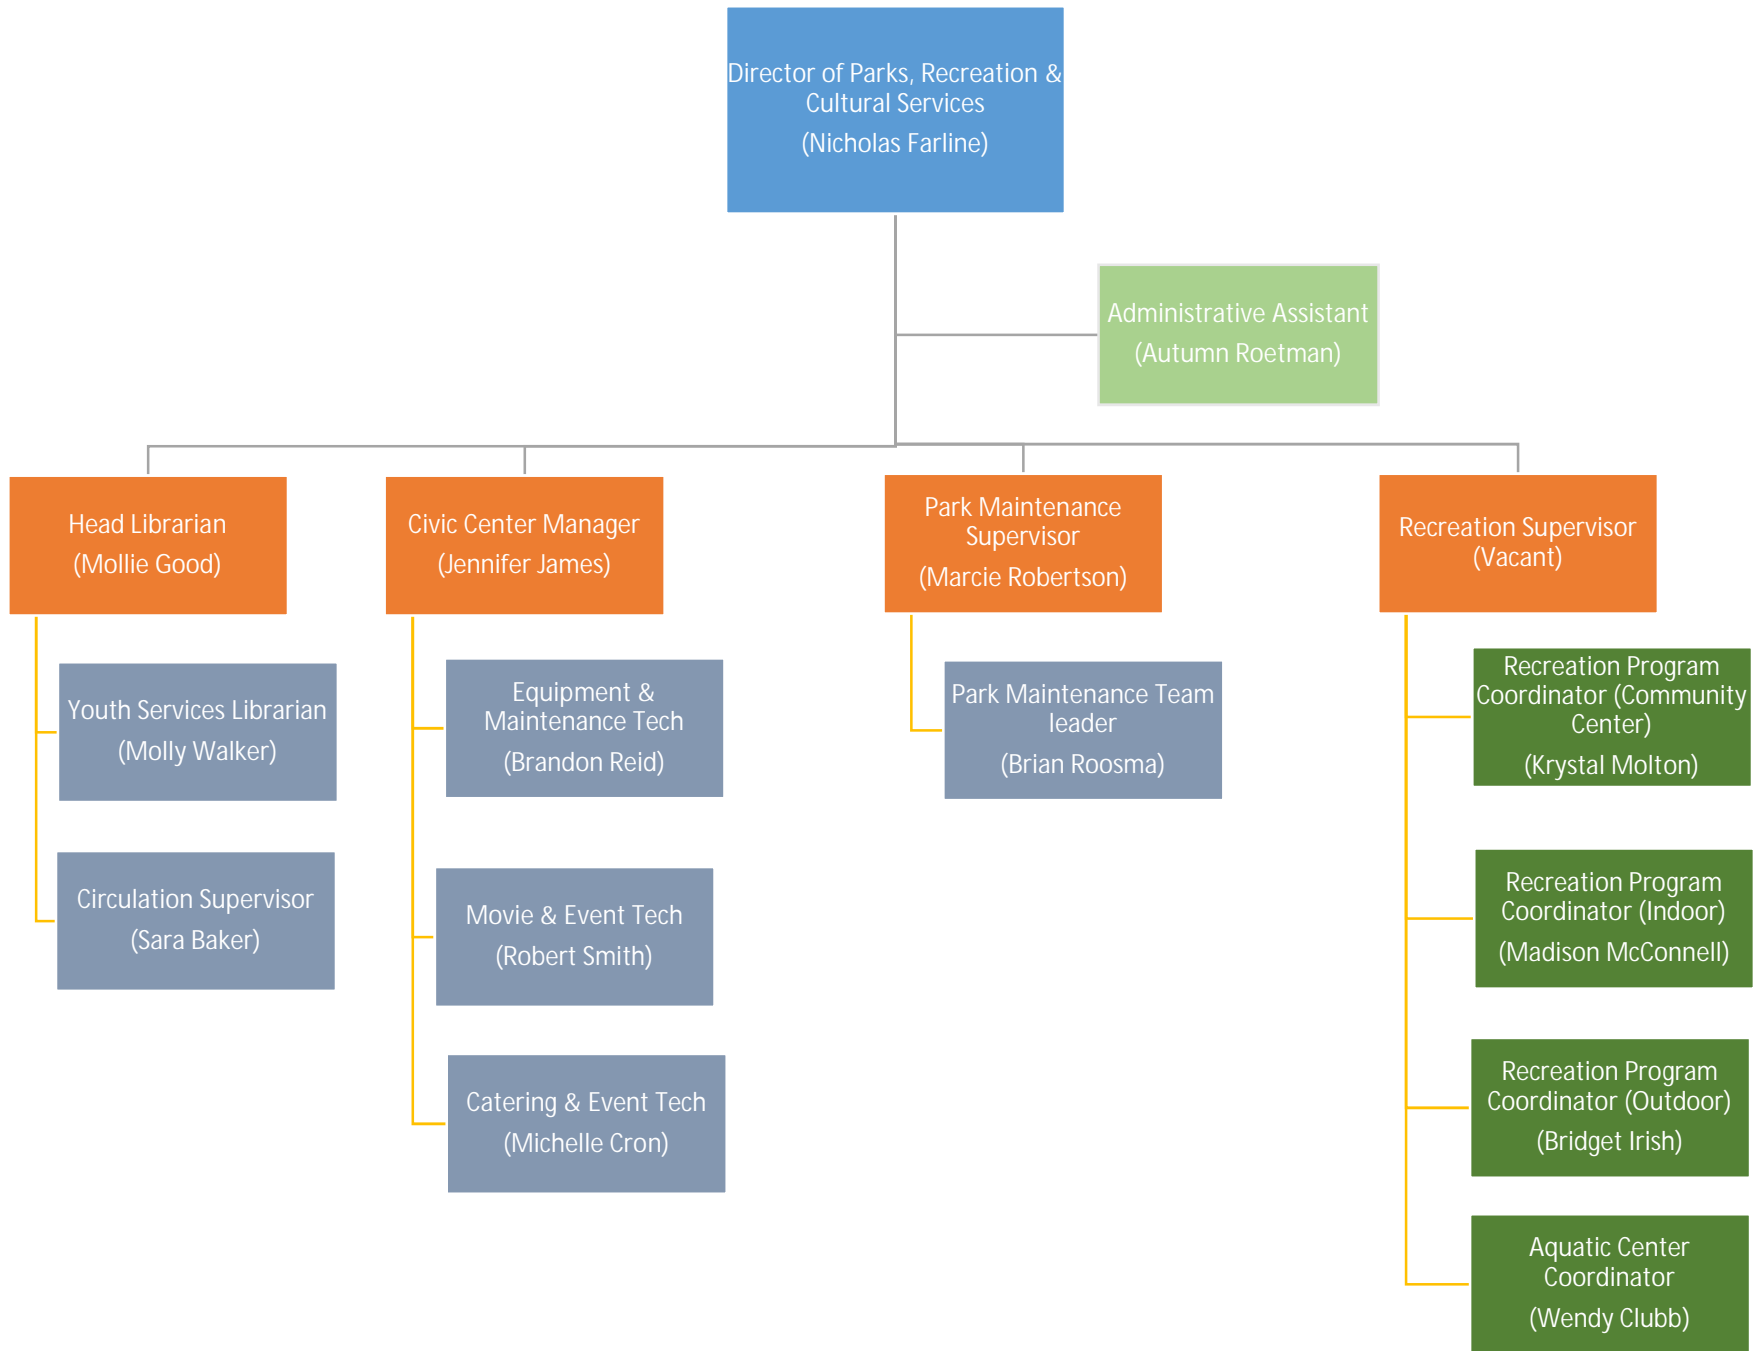 Director of Parks, Recreation &
Cultural Services
(Nicholas Farline)
Administrative Assistant
(Autumn Roetman)
Head Librarian
(Mollie Good)
Youth Services Librarian
(Molly Walker)
Circulation Supervisor
(Sara Baker)
Civic Center Manager
(Jennifer James)
Equipment &
Maintenance Tech
(Brandon Reid)
Movie & Event Tech
(Robert Smith)
Catering & Event Tech
(Michelle Cron)
Park Maintenance
Supervisor
(Marcie Robertson)
Park Maintenance Team
leader
(Brian Roosma)
Recreation Supervisor
(Vacant)
Recreation Program
Coordinator (Community
Center)
(Krystal Molton)
Recreation Program
Coordinator (Indoor)
(Madison McConnell)
Recreation Program
Coordinator (Outdoor)
(Bridget Irish)
Aquatic Center
Coordinator
(Wendy Clubb)